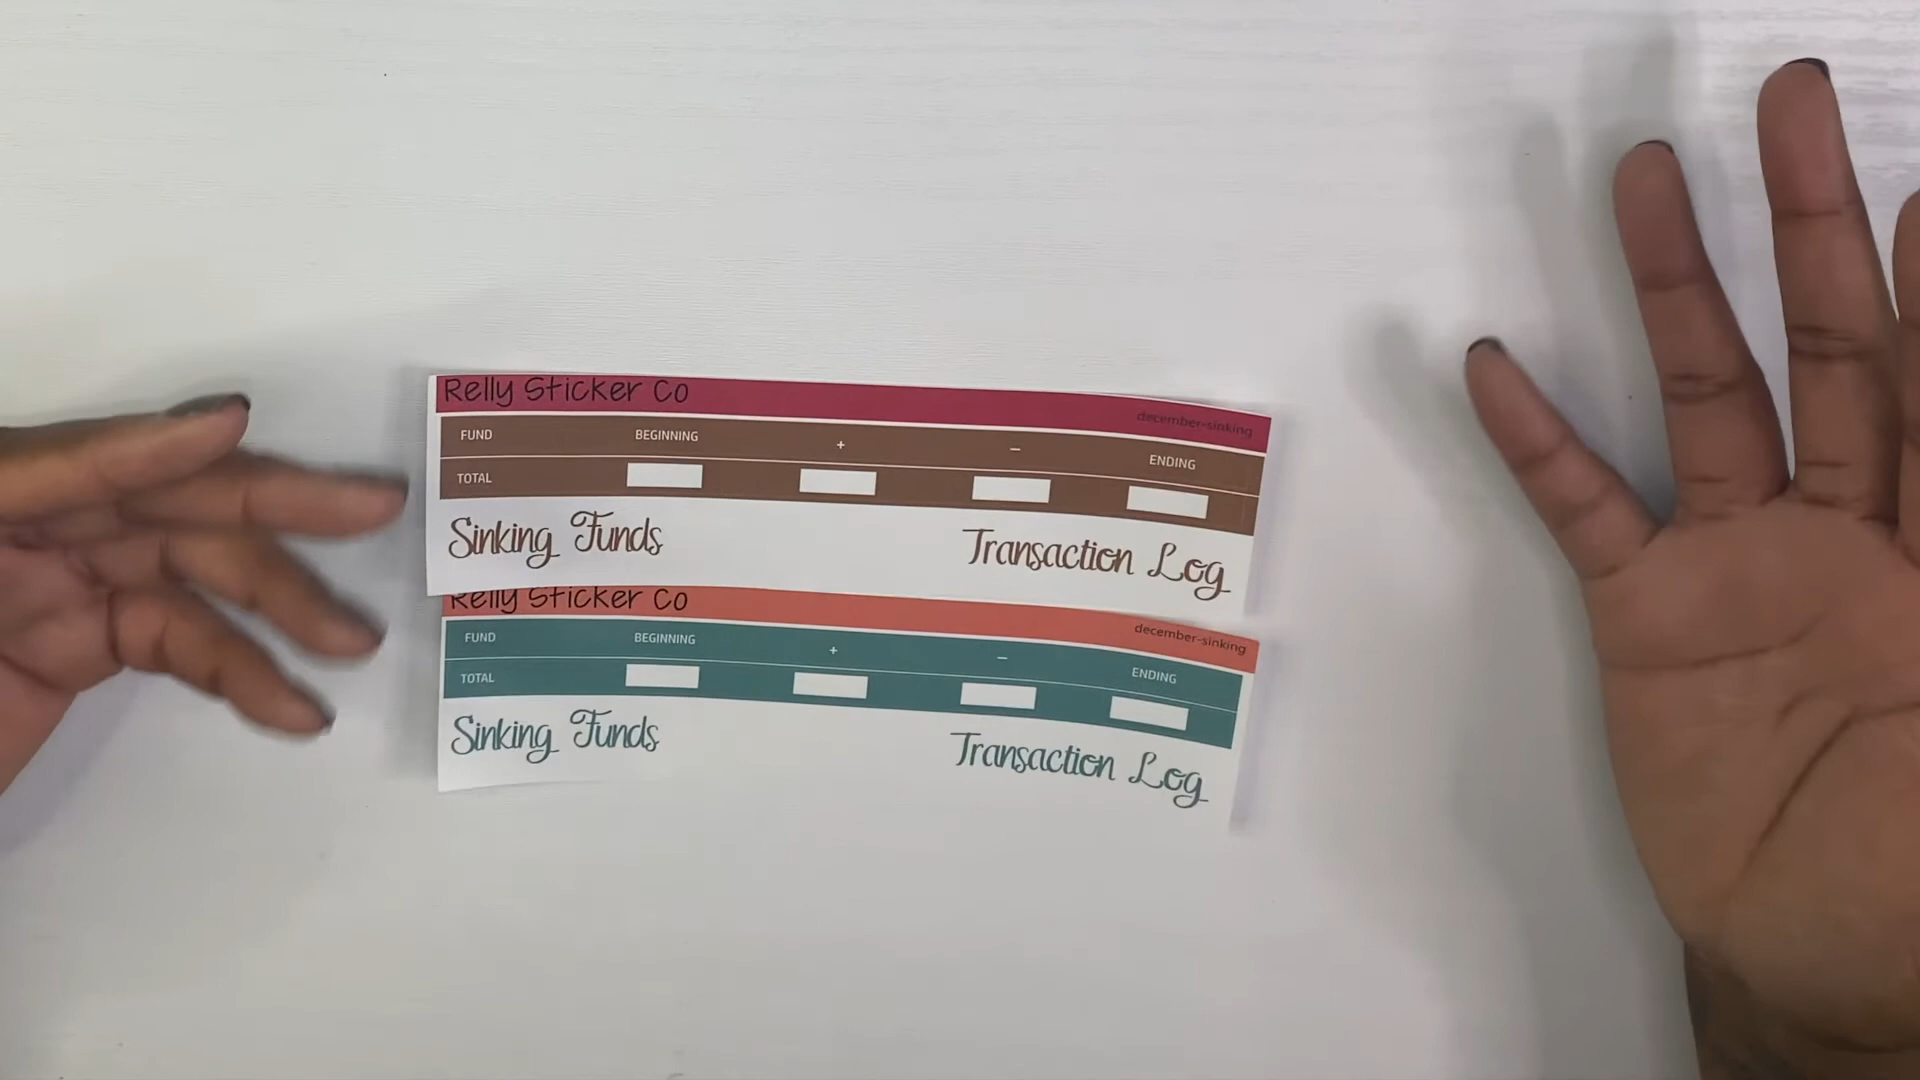 Relly Sticker Co
december-sinking
FUND BEGINNING + − ENDING
TOTAL
Sinking Funds Transaction Log
Relly Sticker Co
december-sinking
FUND BEGINNING + − ENDING
TOTAL
Sinking Funds Transaction Log